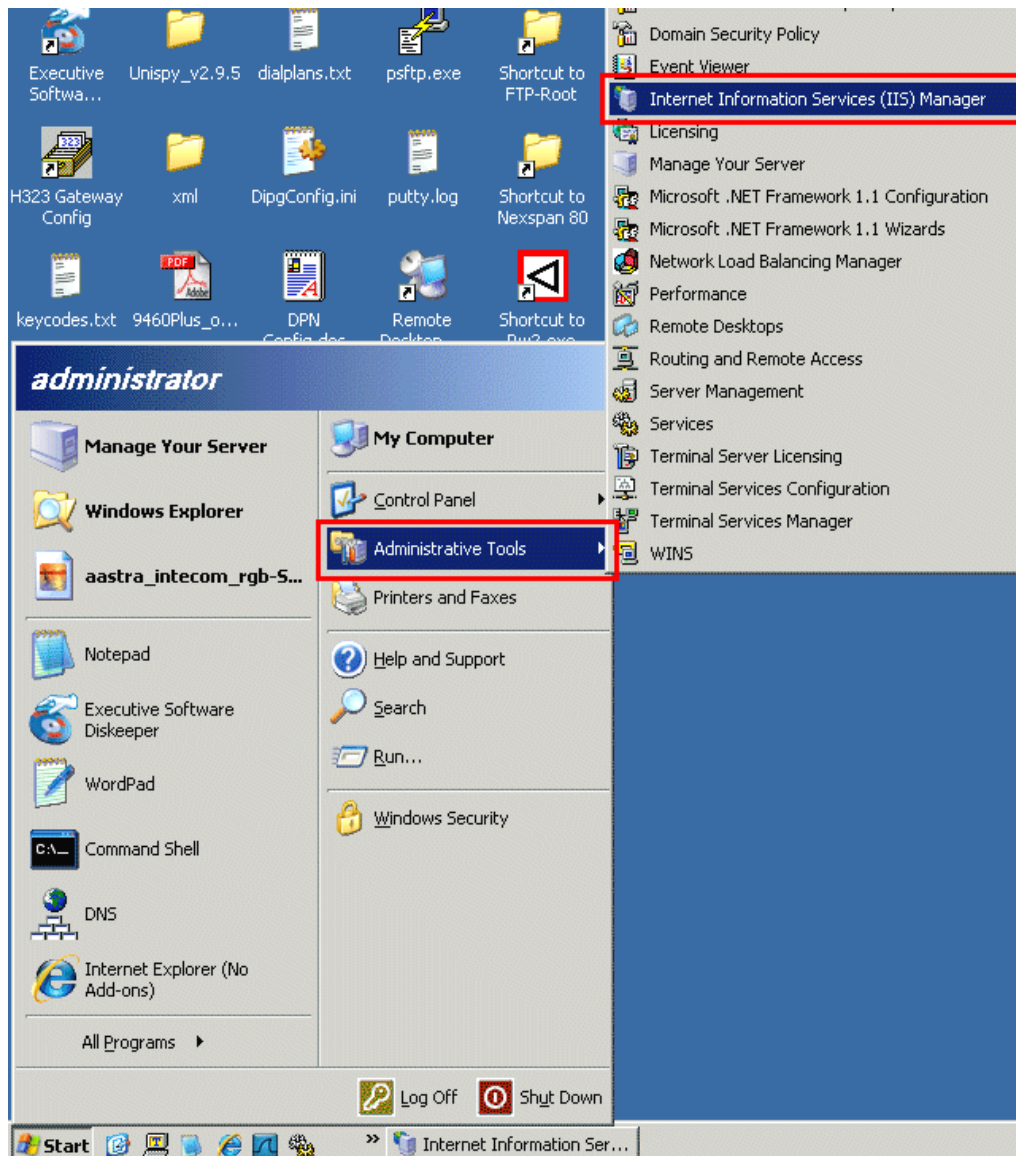 Executive
Softwa...
Unispy_v2.9.5
dialplans.txt
psftp.exe
Shortcut to
FTP-Root
323
H323 Gateway
Config
xml
DipgConfig.ini
putty.log
Shortcut to
Nexspan 80
PDF
Adobe
keycodes.txt
9460Plus_o...
DPN
Config.doc
Remote
Desktop
Shortcut to
Domain Security Policy
Event Viewer
Internet Information Services (IIS) Manager
Licensing
Manage Your Server
Microsoft .NET Framework 1.1 Configuration
Microsoft .NET Framework 1.1 Wizards
Network Load Balancing Manager
Performance
Remote Desktops
Routing and Remote Access
Server Management
Services
Terminal Server Licensing
Terminal Services Configuration
Terminal Services Manager
WINS
administrator
Manage Your Server
Windows Explorer
aastra_intecom_rgb-S...
Notepad
Executive Software
Diskeeper
WordPad
C:\_
Command Shell
DNS
Internet Explorer (No
Add-ons)
All Programs
My Computer
Control Panel
Administrative Tools
Printers and Faxes
Help and Support
Search
Run...
Windows Security
Log Off
Shut Down
Start
»
Internet Information Ser...